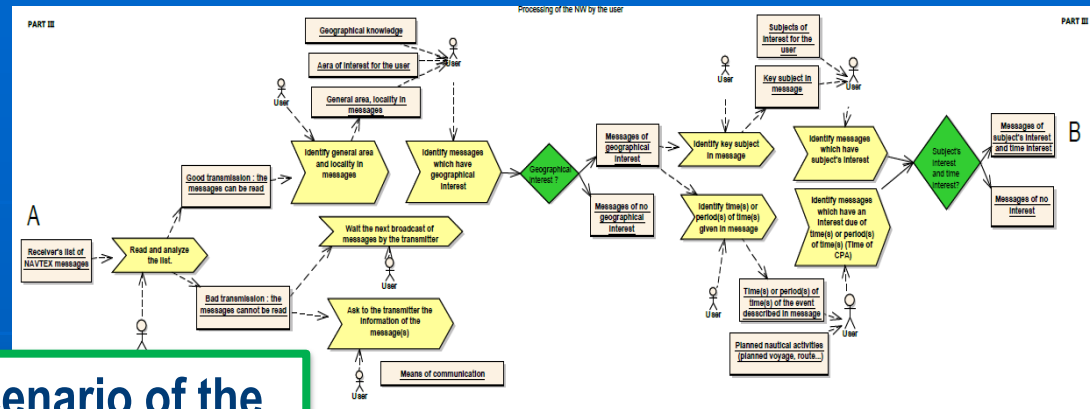 Processing of the NW by the user
PART III
PART III
Geographical knowledge
Aera of interest for the user
General area, locality in
messages
User
User
Identify general area
and locality in
messages
Identify messages
which have
geographical
interest
Geographical
interest ?
Messages of
geographical
interest
Messages of no
geographical
interest
User
Identify key subject
in message
Subjects of
interest for the
user
Key subject in
message
User
Identify messages
which have
subject's interest
Subject's
interest
and time
interest?
Messages of
subject's interest
and time interest
B
Messages of no
interest
Identify time(s) or
period(s) of time(s)
given in message
Identify messages
which have an
interest due of
time(s) or period(s)
of time(s) (Time of
CPA)
User
Time(s) or period(s) of
time(s) of the event
desscribed in message
Planned nautical activities
(planned voyage, route...)
User
A
Receiver's list of
NAVTEX messages
Read and analyze
the list.
Good transmission : the
messages can be read
Bad transmission : the
messages cannot be read
Wait the next broadcast of
messages by the transmitter
User
Ask to the transmitter the
information of the
message(s)
User
Means of communication
enario of the